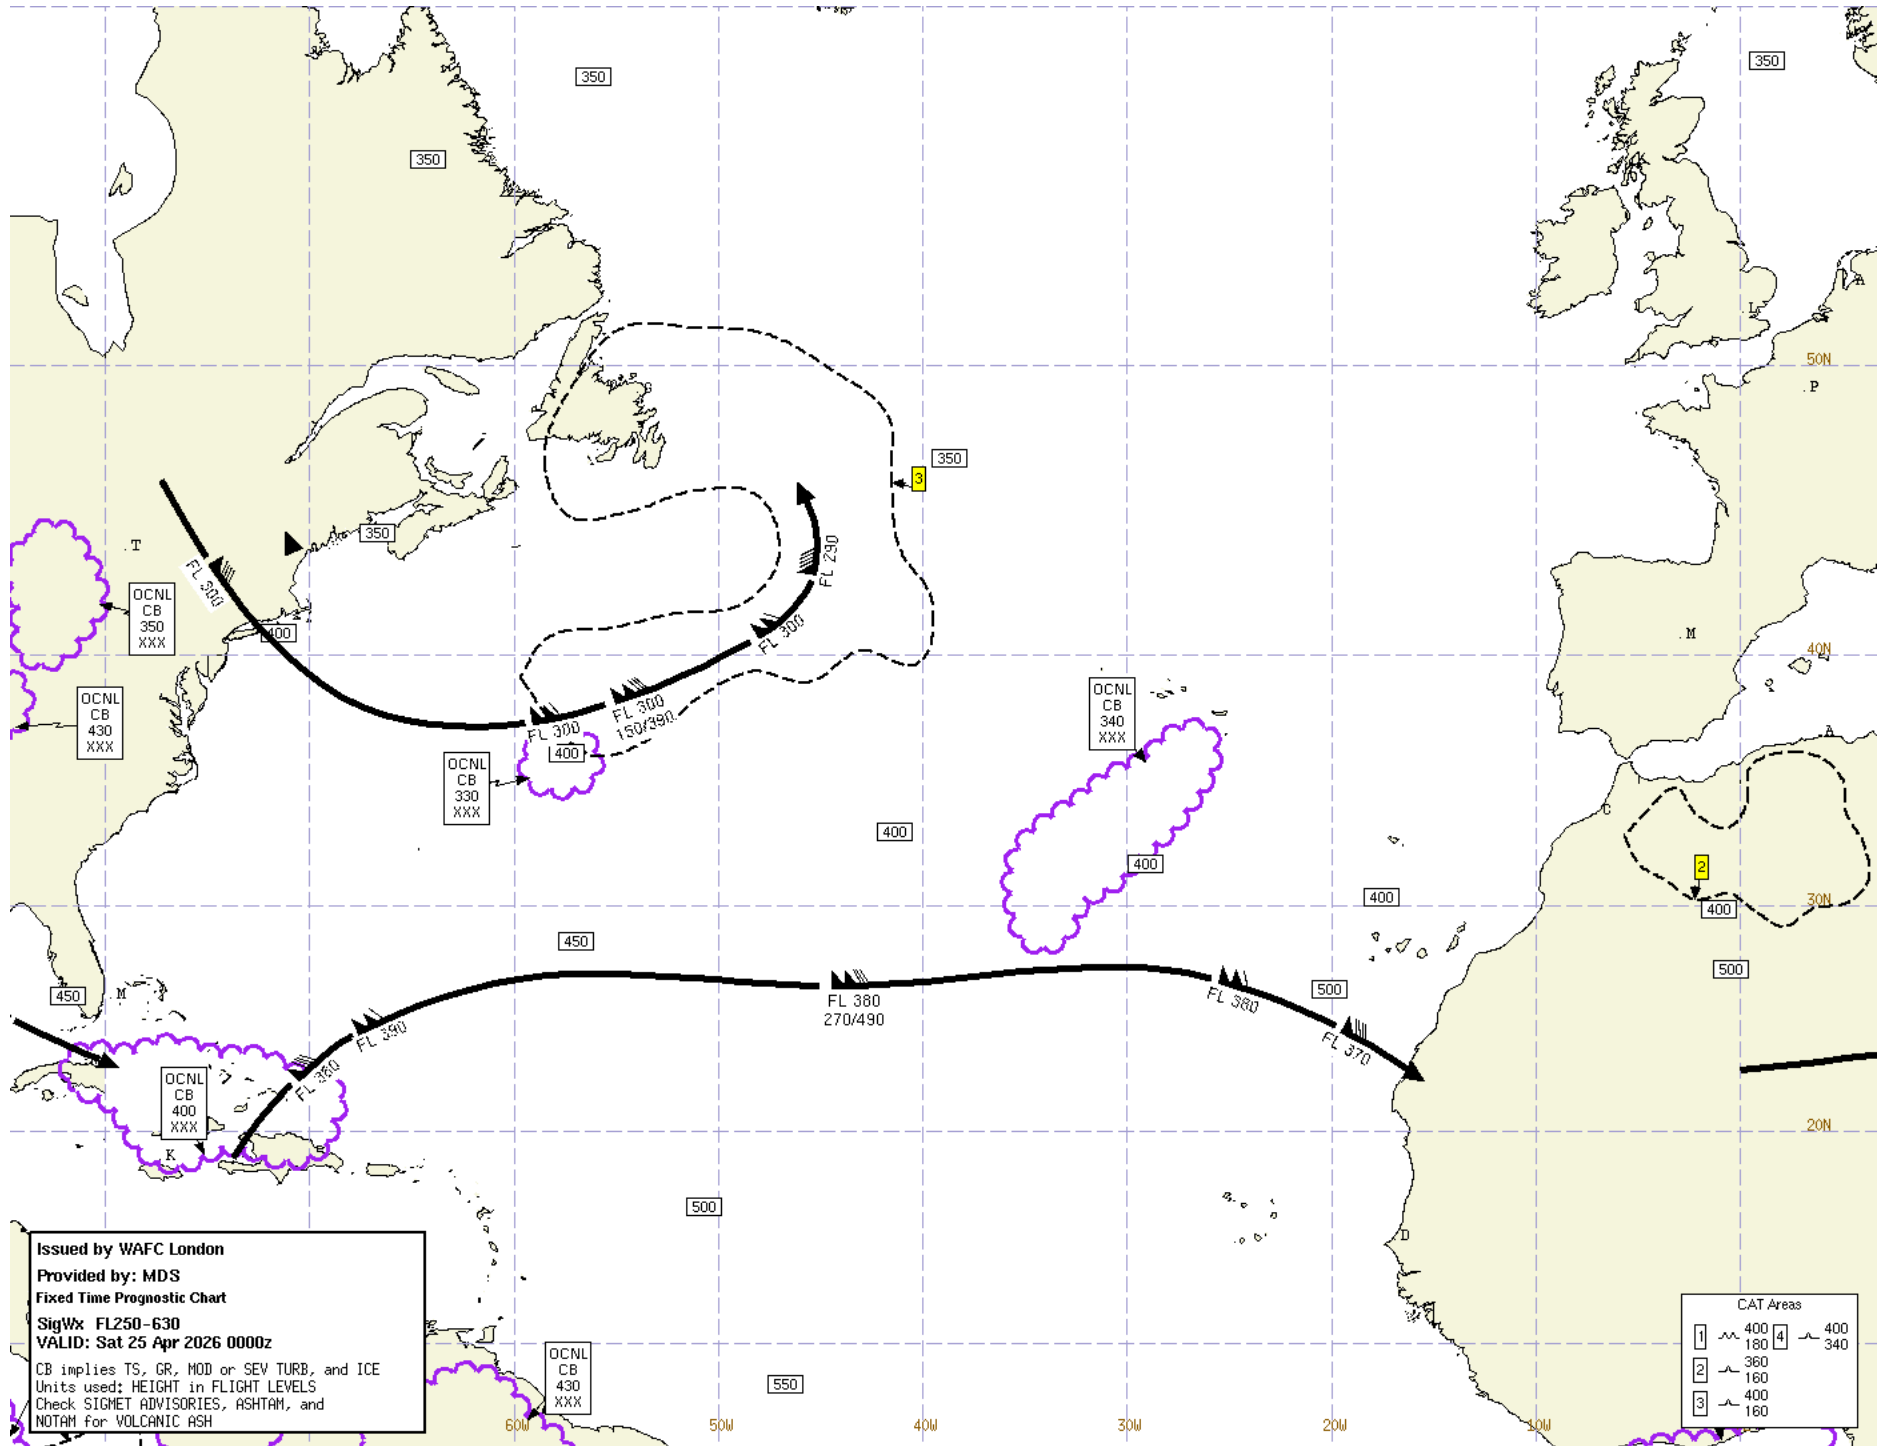 350
350
350
50N
P
L
A
350
3
T
350
FL 300
OCNL
CB
350
XXX
400
FL 290
FL 300
M
40N
OCNL
CB
430
XXX
FL 300
150/390
FL 300
400
OCNL
CB
330
XXX
OCNL
CB
340
XXX
A
C
400
400
2
400
400
30N
450
450
M
500
500
FL 380
270/490
FL 380
FL 370
FL 390
FL 380
OCNL
CB
400
XXX
K
20N
500
D
Issued by WAFC London
Provided by: MDS
Fixed Time Prognostic Chart
SigWx FL250-630
VALID: Sat 25 Apr 2026 0000z
CB implies TS, GR, MOD or SEV TURB, and ICE
Units used: HEIGHT in FLIGHT LEVELS
Check SIGMET ADVISORIES, ASHTAM, and
NOTAM for VOLCANIC ASH
OCNL
CB
430
XXX
550
60W 50W 40W 30W 20W 10W
CAT Areas
1 400 180 4 400 340
2 360 160
3 400 160